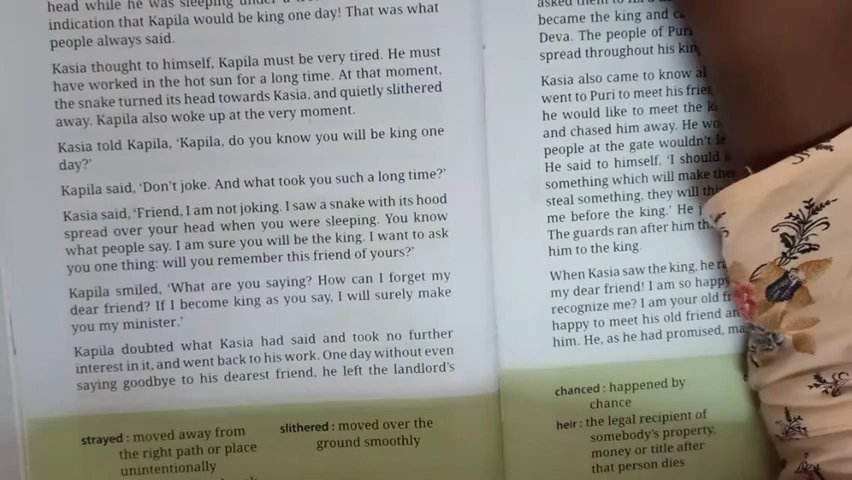 head while he was sleeping under a
indication that Kapila would be king one day! That was what
people always said.
Kasia thought to himself, Kapila must be very tired. He must
have worked in the hot sun for a long time. At that moment,
the snake turned its head towards Kasia, and quietly slithered
away. Kapila also woke up at the very moment.
Kasia told Kapila, ‘Kapila, do you know you will be king one
day?’
Kapila said, ‘Don’t joke. And what took you such a long time?’
Kasia said, ‘Friend, I am not joking. I saw a snake with its hood
spread over your head when you were sleeping. You know
what people say. I am sure you will be the king. I want to ask
you one thing: will you remember this friend of yours?’
Kapila smiled, ‘What are you saying? How can I forget my
dear friend? If I become king as you say, I will surely make
you my minister.’
Kapila doubted what Kasia had said and took no further
interest in it, and went back to his work. One day without even
saying goodbye to his dearest friend, he left the landlord’s
strayed : moved away from
the right path or place
unintentionally
slithered : moved over the
ground smoothly
asked them to
became the king and
Deva. The people of Puri
spread throughout his
Kasia also came to know
went to Puri to meet his
he would like to meet the
and chased him away. He
people at the gate wouldn’t
He said to himself, ‘I should
something which will make
steal something, they will
me before the king.’ He
The guards ran after him
him to the king.
When Kasia saw the king, he
my dear friend! I am so happy
recognize me? I am your old
happy to meet his old friend
him. He, as he had promised,
chanced : happened by
chance
heir : the legal recipient of
somebody’s property,
money or title after
that person dies